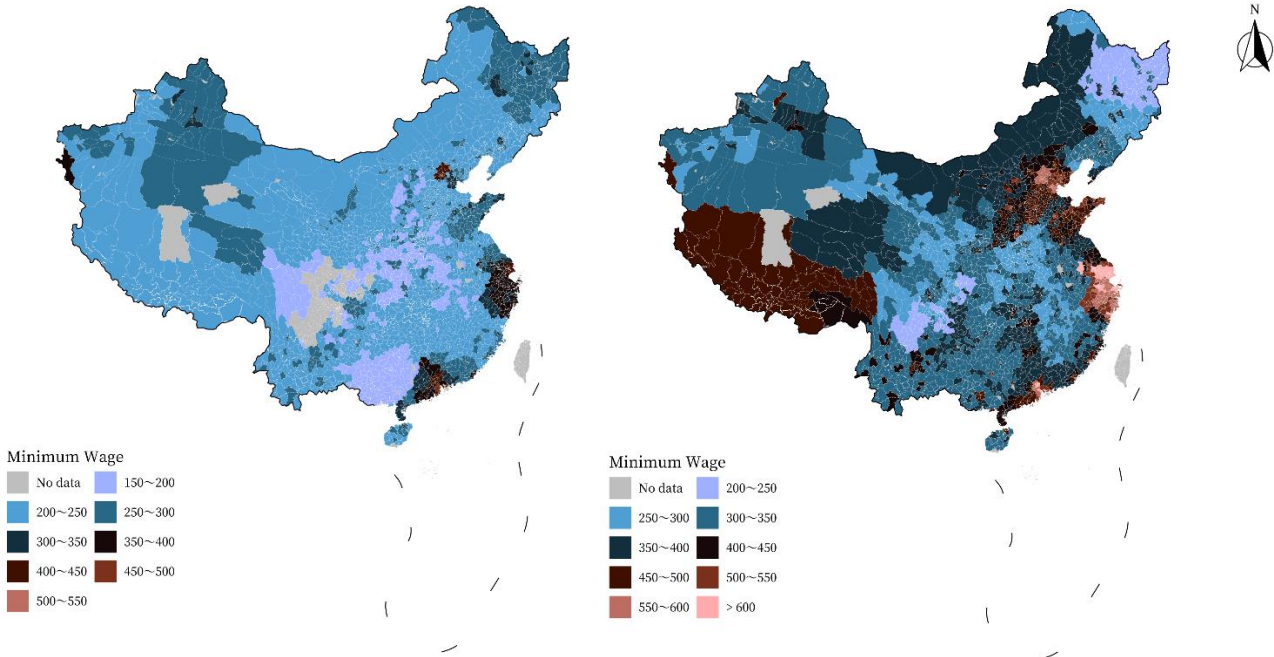 N
Minimum Wage
No data 150～200
200～250 250～300
300～350 350～400
400～450 450～500
500～550
Minimum Wage
No data 200～250
250～300 300～350
350～400 400～450
450～500 500～550
550～600 > 600